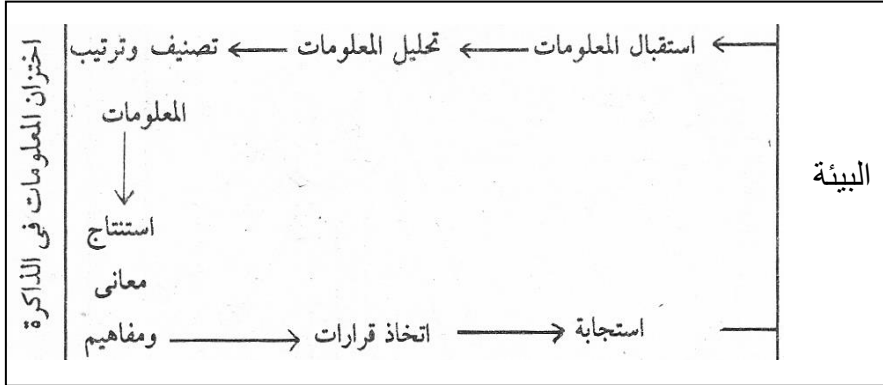 استقبال المعلومات تحليل المعلومات تصنيف وترتيب
المعلومات
البيئة
استنتاج
معانى
ومفاهيم اتخاذ قرارات استجابة
اختزان المعلومات فى الذاكرة